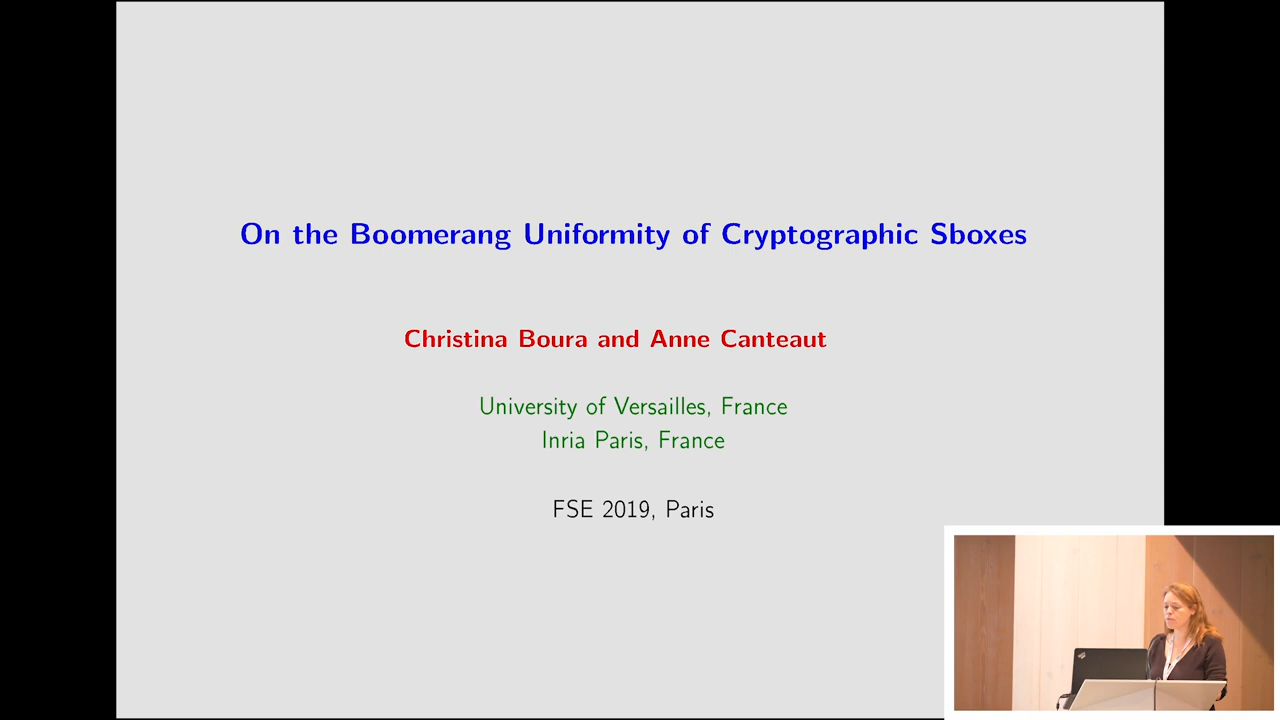 On the Boomerang Uniformity of Cryptographic Sboxes
Christina Boura and Anne Canteaut
University of Versailles, France
Inria Paris, France
FSE 2019, Paris